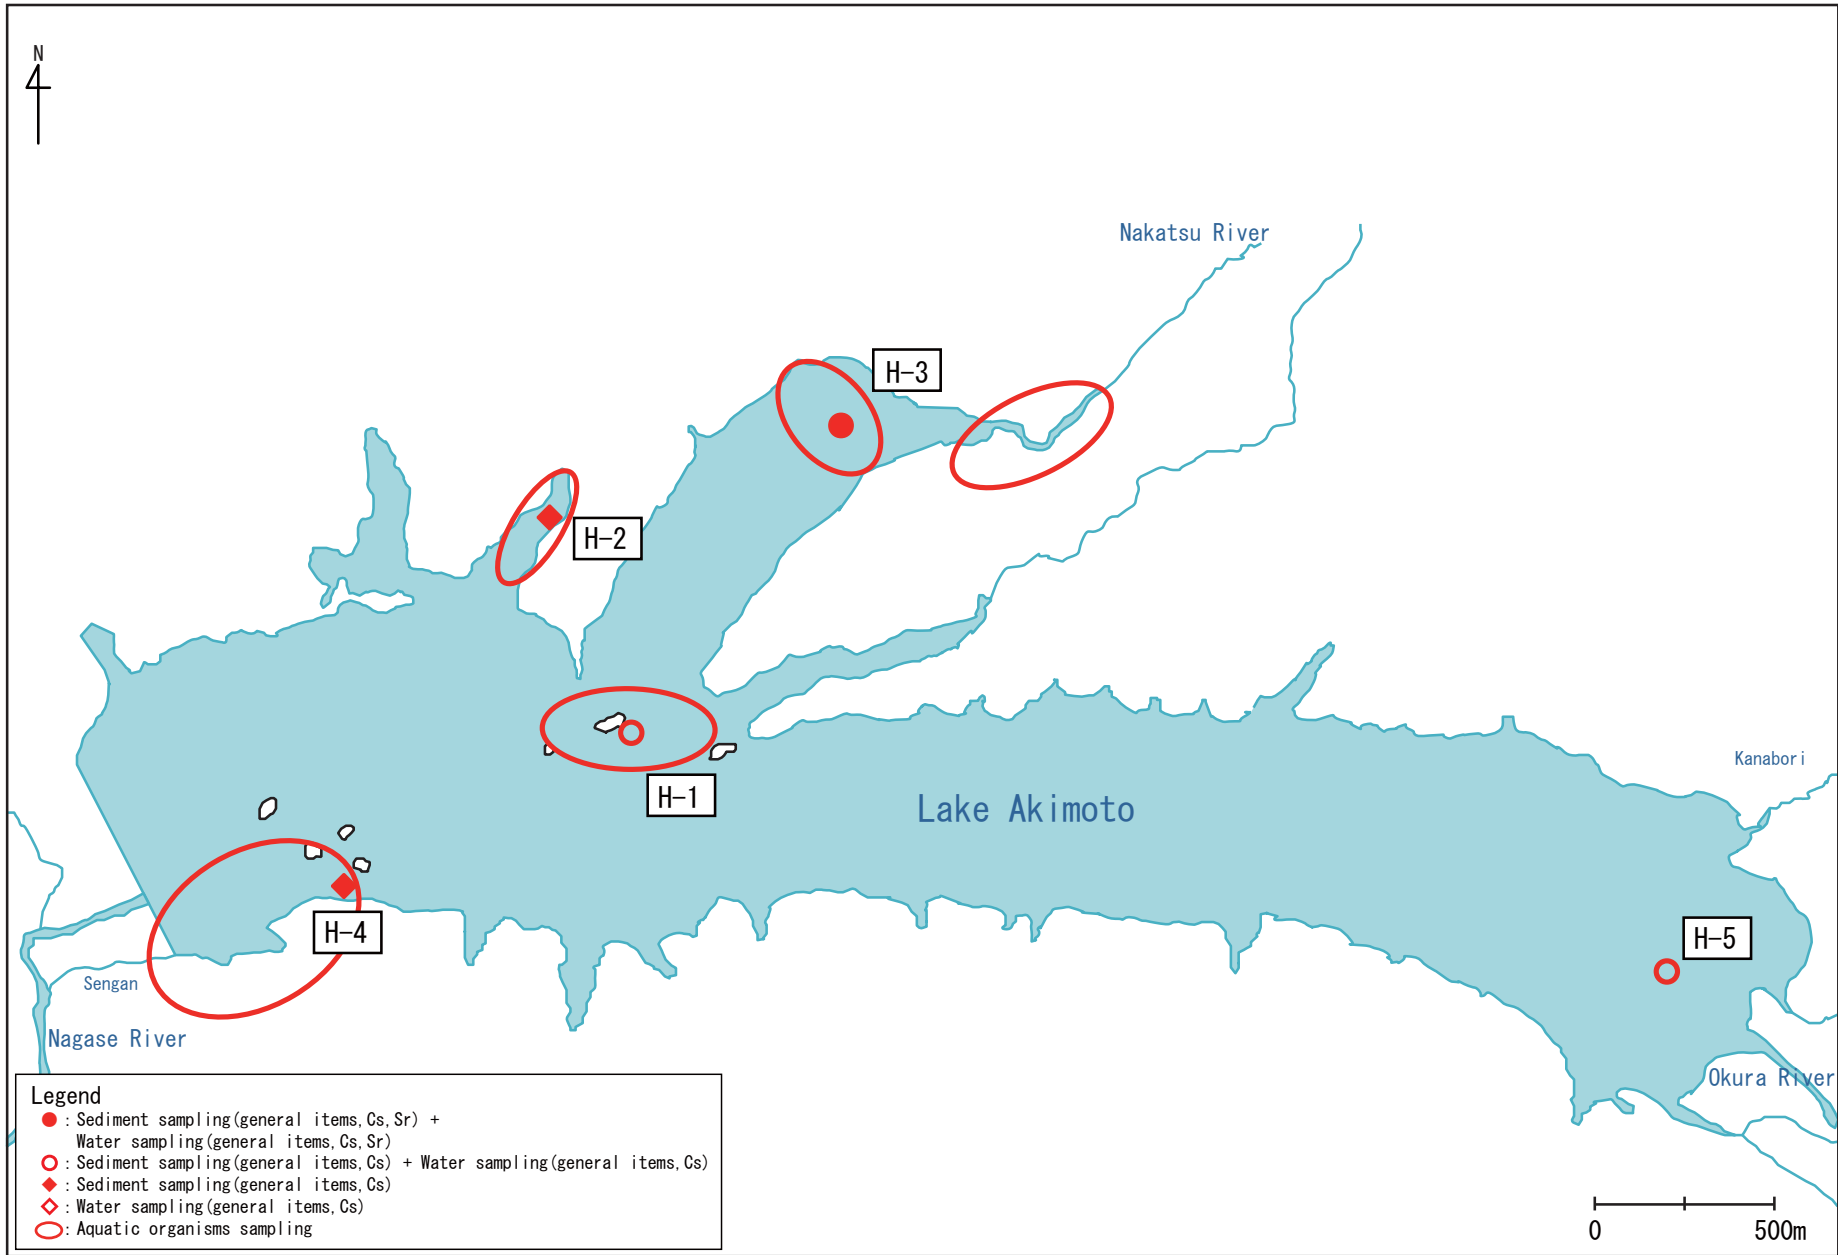 N
Nakatsu River
H-3
H-2
Kanabori
H-1
Lake Akimoto
H-4
H-5
Sengan
Nagase River
Okura River
Legend
: Sediment sampling(general items,Cs,Sr) +
Water sampling(general items,Cs,Sr)
: Sediment sampling(general items,Cs) + Water sampling(general items,Cs)
: Sediment sampling(general items,Cs)
: Water sampling(general items,Cs)
: Aquatic organisms sampling
0 500m